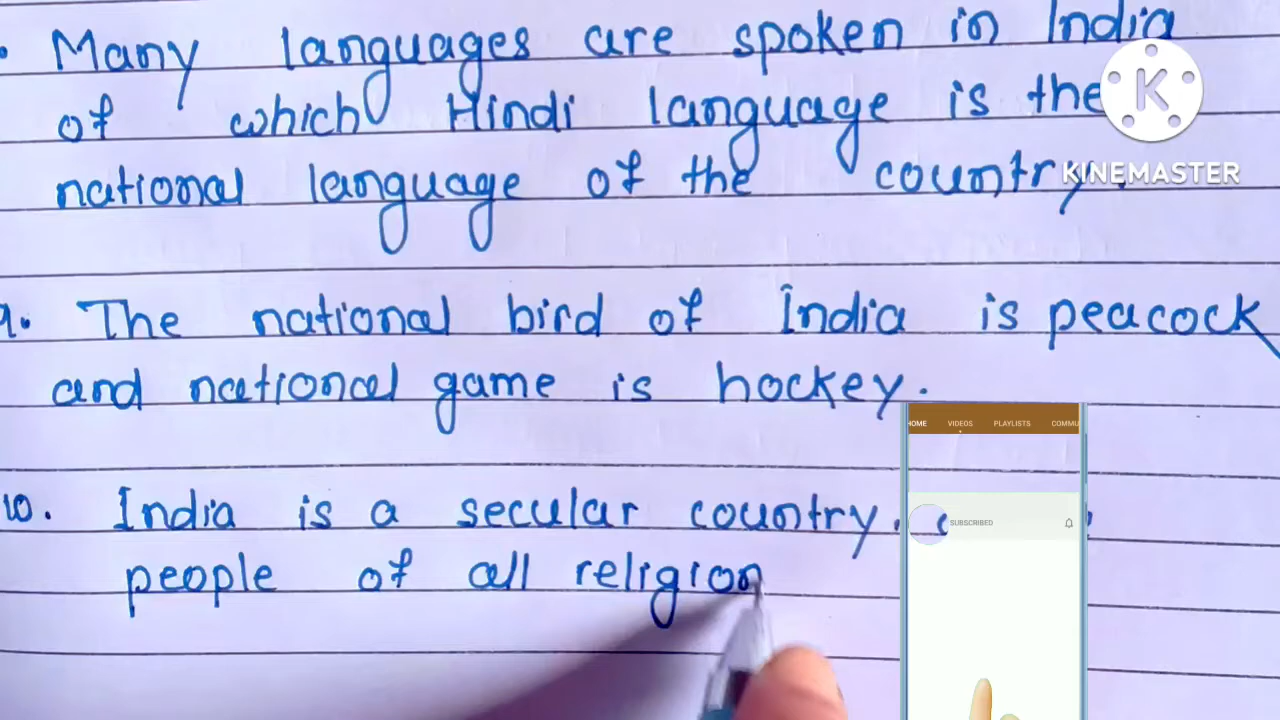 Many languages are spoken in India
of which Hindi language is the
national language of the country.
KINEMASTER
9. The national bird of India is peacock
and national game is hockey.
HOME VIDEOS PLAYLISTS COMMU
10. India is a secular country.
SUBSCRIBED
people of all religion